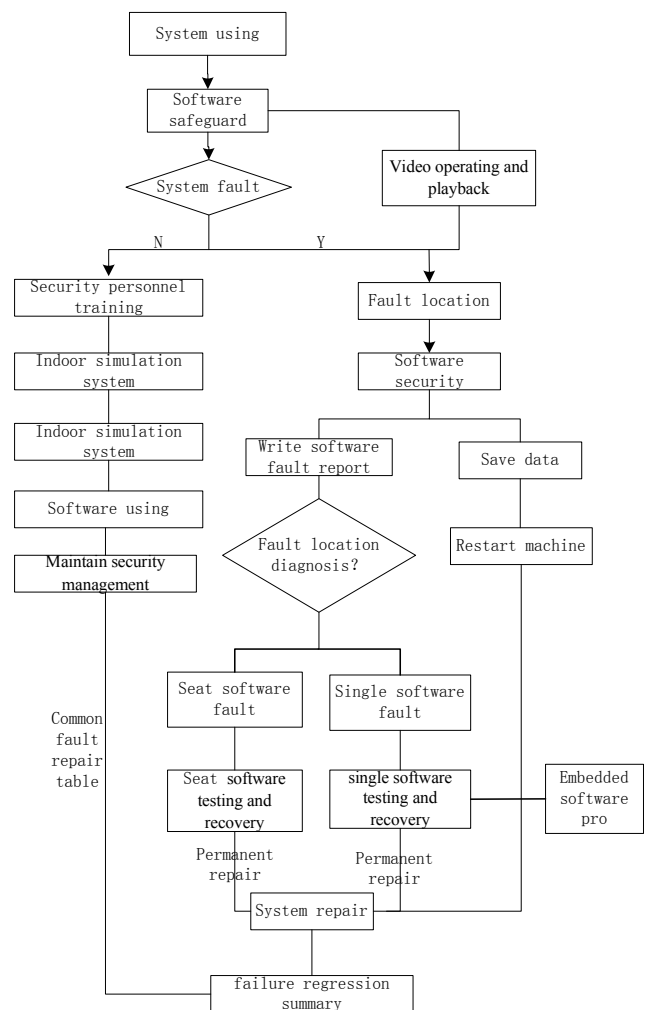 System using
Software
safeguard
System fault
Video operating and
playback
N
Y
Security personnel
training
Fault location
Indoor simulation
system
Software
security
Indoor simulation
system
Write software
fault report
Save data
Software using
Fault location
diagnosis?
Restart machine
Maintain security
management
Seat software
fault
Single software
fault
Common
fault
repair
table
Seat software
testing and
recovery
single software
testing and
recovery
Embedded
software
pro
Permanent
repair
Permanent
repair
System repair
failure regression
summary